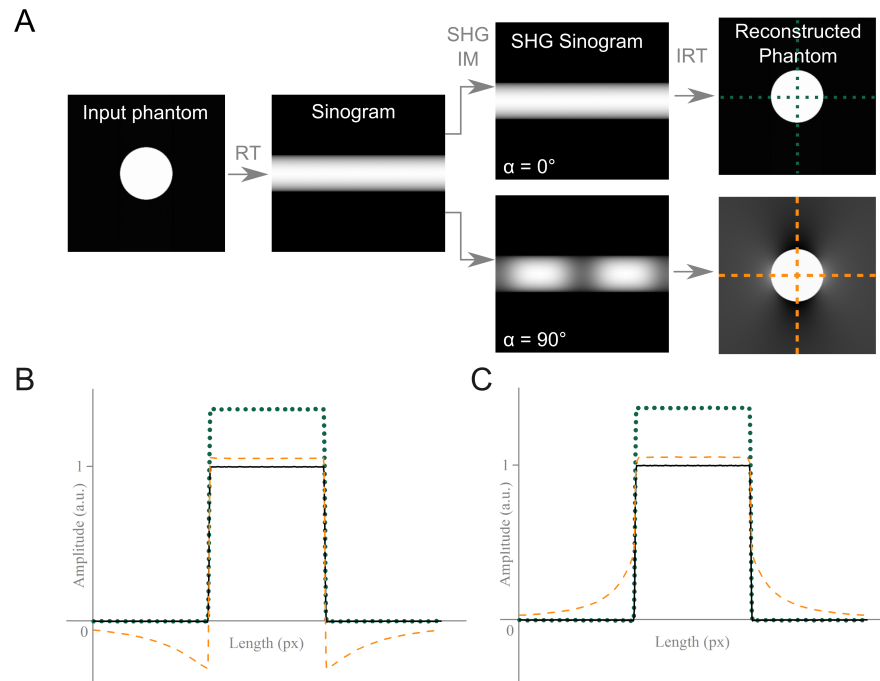 A
Input phantom
RT
Sinogram
SHG
IM
SHG Sinogram
α = 0°
IRT
Reconstructed
Phantom
α = 90°
B
1
Amplitude (a.u.)
0
Length (px)
C
1
Amplitude (a.u.)
0
Length (px)